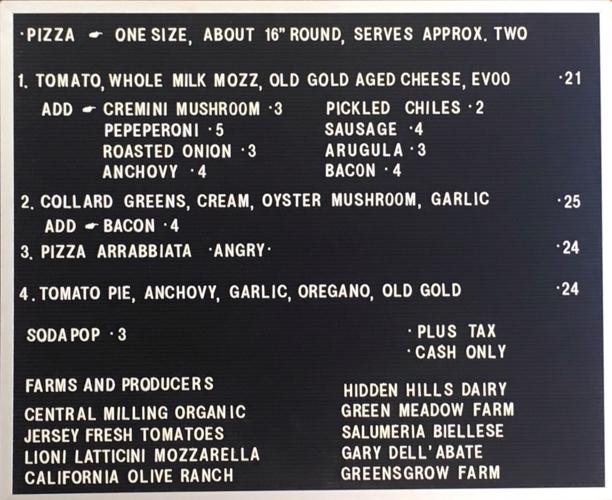 ·PIZZA ☛ ONE SIZE, ABOUT 16" ROUND, SERVES APPROX. TWO
1. TOMATO, WHOLE MILK MOZZ, OLD GOLD AGED CHEESE, EVOO ·21
ADD ☛ CREMINI MUSHROOM ·3 PICKLED CHILES ·2
PEPEPERONI ·5 SAUSAGE ·4
ROASTED ONION ·3 ARUGULA ·3
ANCHOVY ·4 BACON ·4
2. COLLARD GREENS, CREAM, OYSTER MUSHROOM, GARLIC ·25
ADD ☛ BACON ·4
3. PIZZA ARRABBIATA ·ANGRY· ·24
4. TOMATO PIE, ANCHOVY, GARLIC, OREGANO, OLD GOLD ·24
SODA POP ·3 ·PLUS TAX
·CASH ONLY
FARMS AND PRODUCERS HIDDEN HILLS DAIRY
CENTRAL MILLING ORGANIC GREEN MEADOW FARM
JERSEY FRESH TOMATOES SALUMERIA BIELLESE
LIONI LATTICINI MOZZARELLA GARY DELL'ABATE
CALIFORNIA OLIVE RANCH GREENSGROW FARM